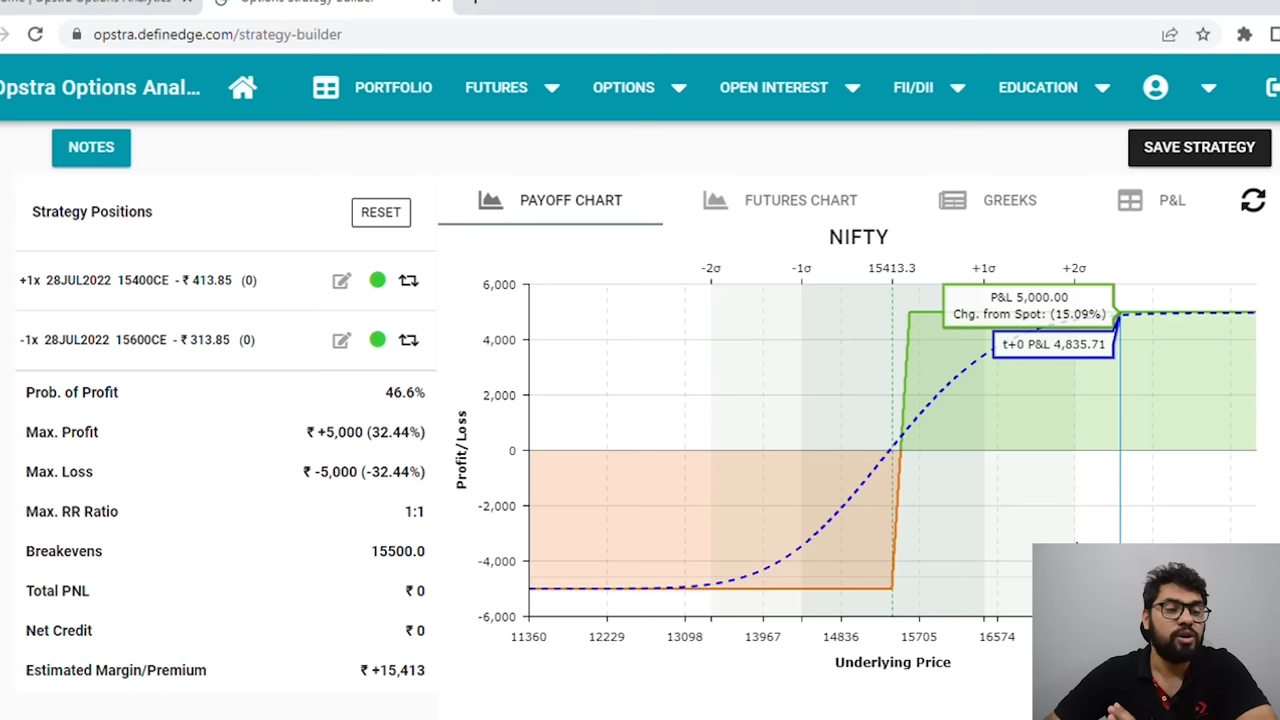 Options Analytics
opstra.definedge.com/strategy-builder
Opstra Options Anal...
PORTFOLIO
FUTURES
OPTIONS
OPEN INTEREST
FII/DII
EDUCATION
NOTES
SAVE STRATEGY
Strategy Positions
RESET
+1x 28JUL2022 15400CE - ₹ 413.85 (0)
-1x 28JUL2022 15600CE - ₹ 313.85 (0)
Prob. of Profit 46.6%
Max. Profit ₹ +5,000 (32.44%)
Max. Loss ₹ -5,000 (-32.44%)
Max. RR Ratio 1:1
Breakevens 15500.0
Total PNL ₹ 0
Net Credit ₹ 0
Estimated Margin/Premium ₹ +15,413
PAYOFF CHART
FUTURES CHART
GREEKS
P&L
NIFTY
-2σ -1σ 15413.3 +1σ +2σ
P&L 5,000.00
Chg. from Spot: (15.09%)
t+0 P&L 4,835.71
6,000
4,000
2,000
0
-2,000
-4,000
-6,000
Profit/Loss
11360 12229 13098 13967 14836 15705 16574
Underlying Price